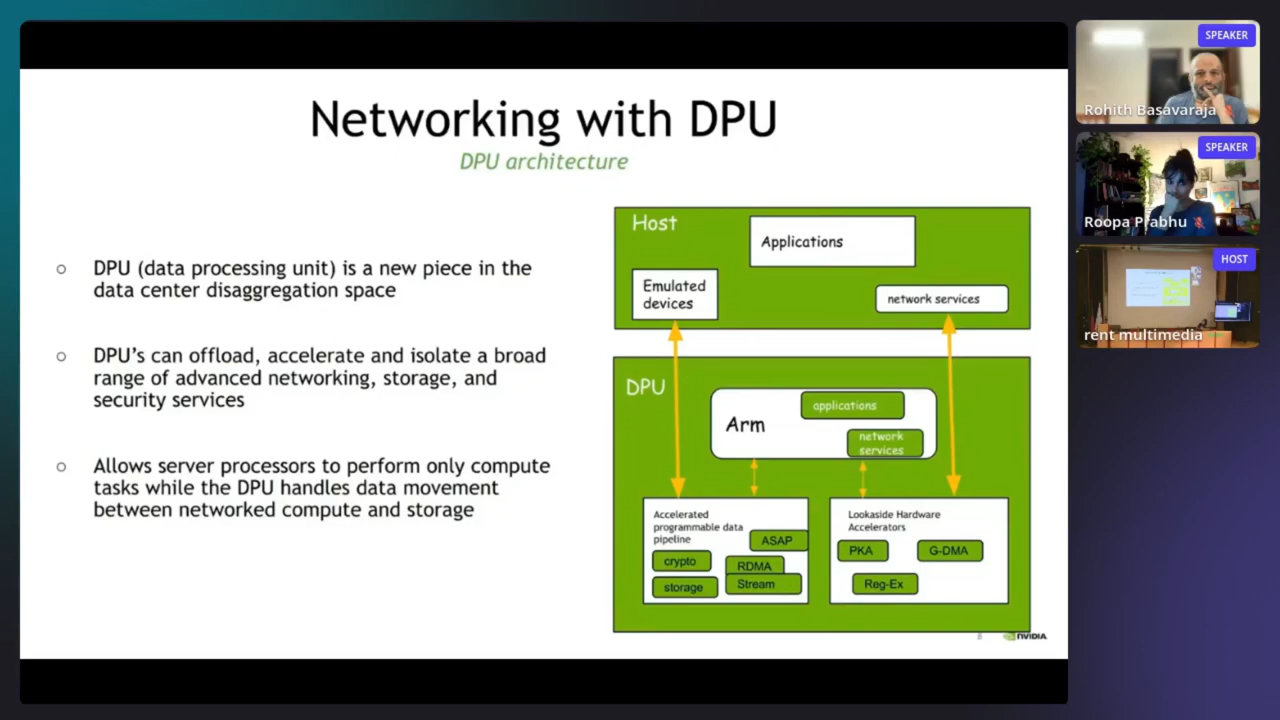 Networking with DPU
DPU architecture
○ DPU (data processing unit) is a new piece in the
data center disaggregation space
○ DPU's can offload, accelerate and isolate a broad
range of advanced networking, storage, and
security services
○ Allows server processors to perform only compute
tasks while the DPU handles data movement
between networked compute and storage
Host
Applications
Emulated
devices
network services
DPU
Arm
applications
network
services
Accelerated
programmable data
pipeline
ASAP
crypto
RDMA
storage
Stream
Lookaside Hardware
Accelerators
PKA
G-DMA
Reg-Ex
NVIDIA
SPEAKER
Rohith Basavaraja
SPEAKER
Roopa Prabhu
HOST
rent multimedia